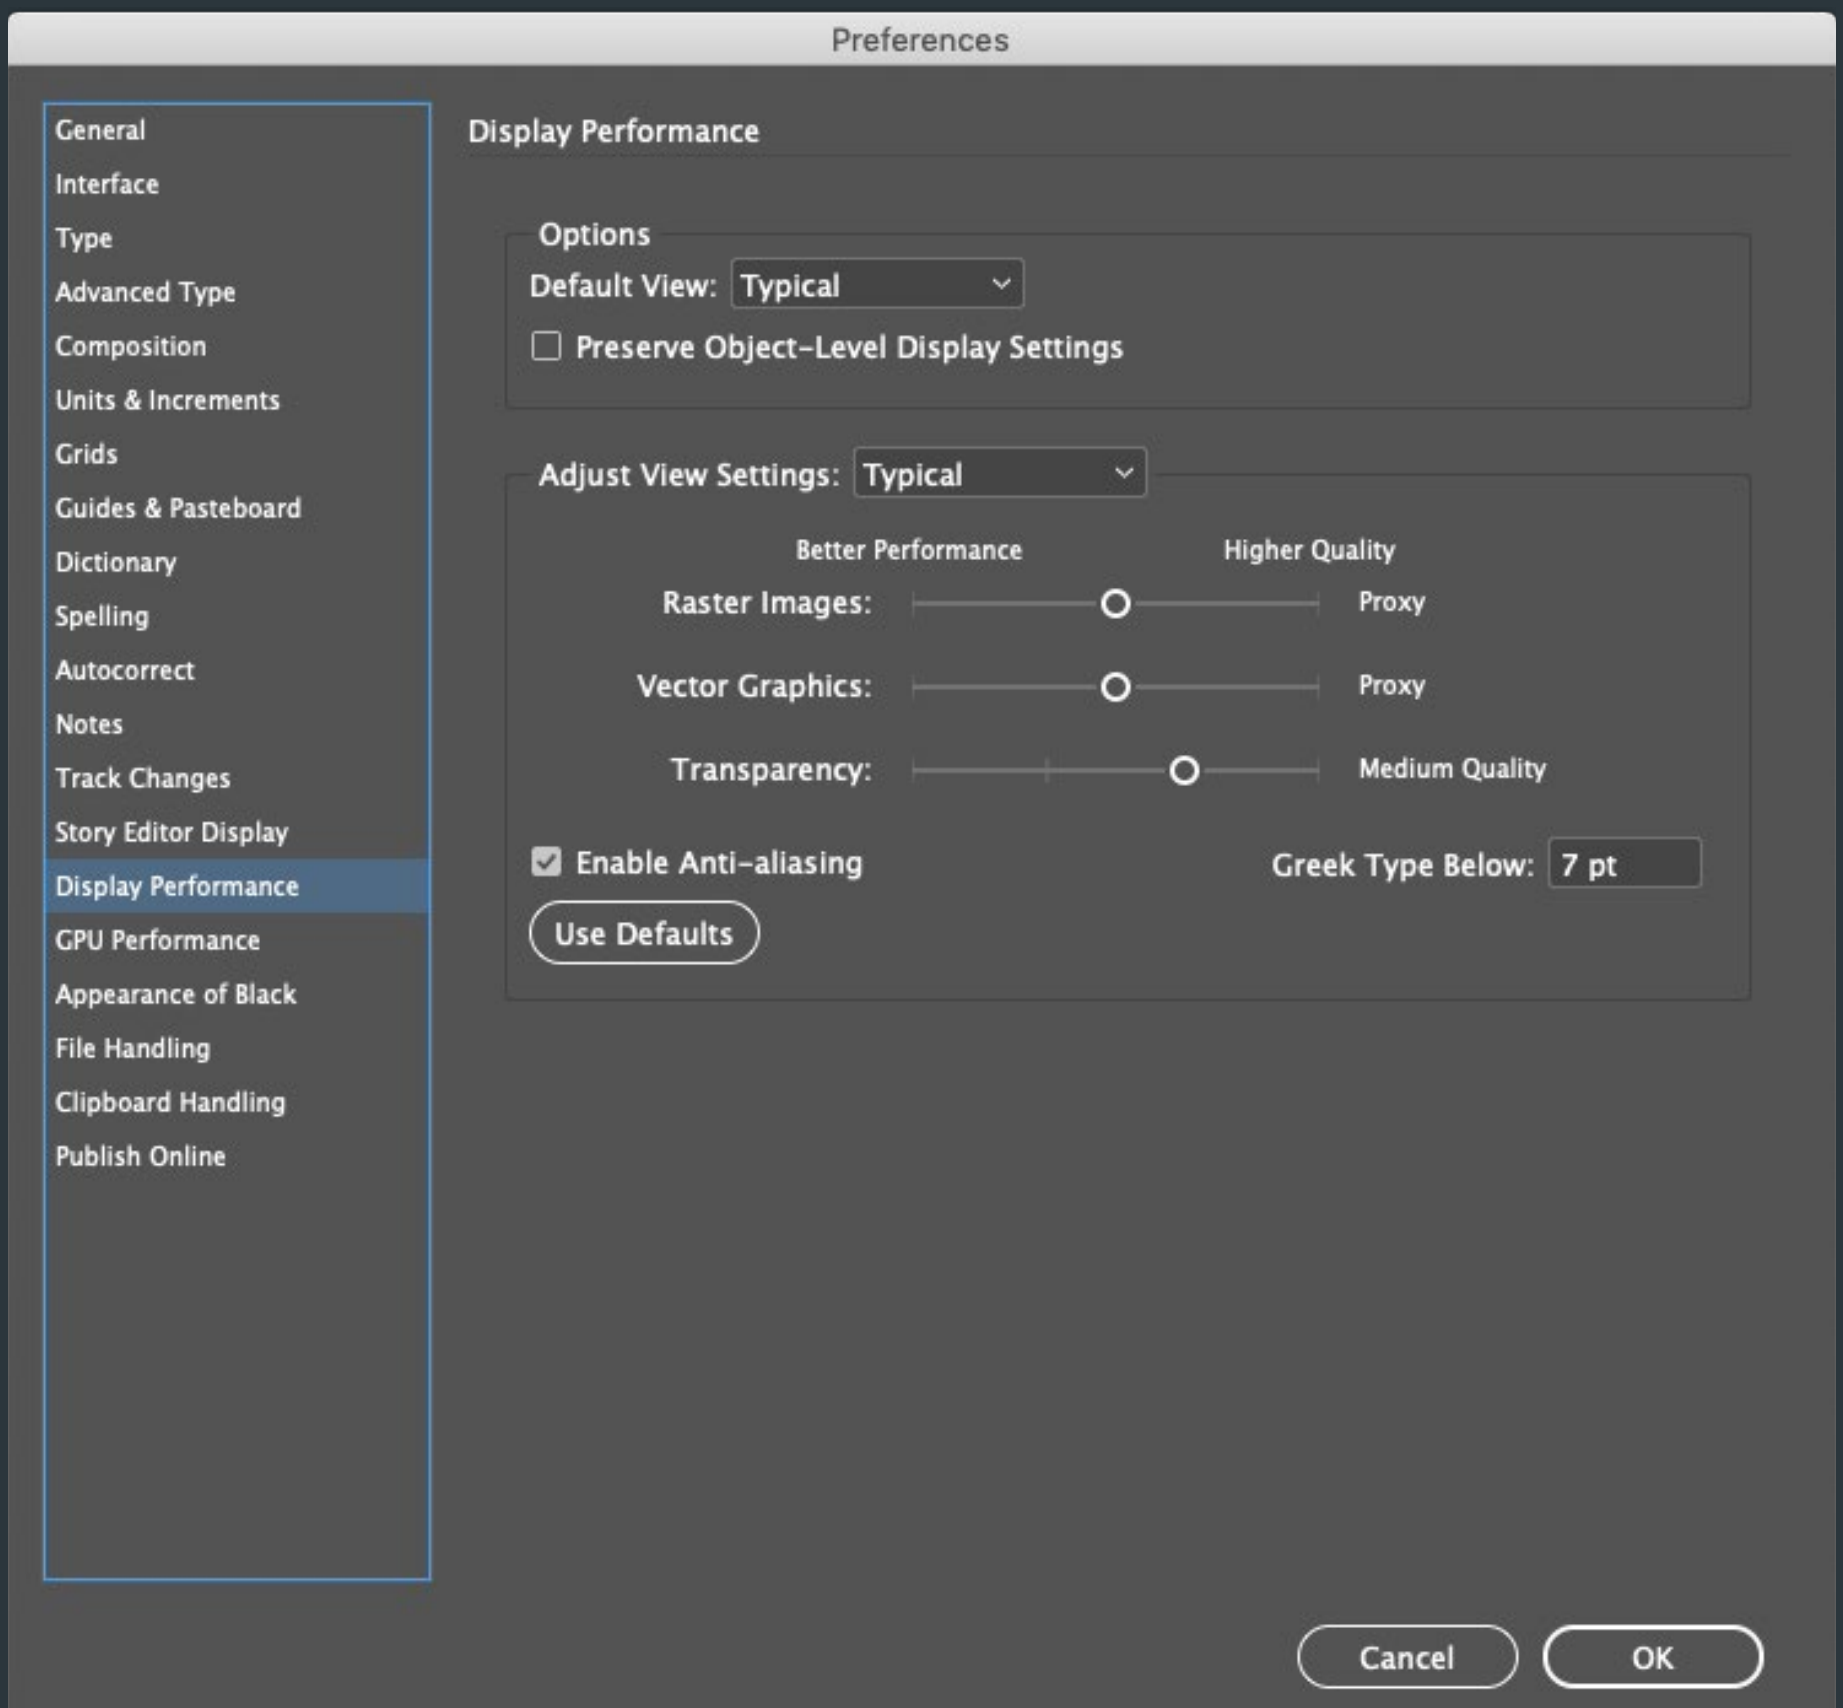 Preferences
General
Interface
Type
Advanced Type
Composition
Units & Increments
Grids
Guides & Pasteboard
Dictionary
Spelling
Autocorrect
Notes
Track Changes
Story Editor Display
Display Performance
GPU Performance
Appearance of Black
File Handling
Clipboard Handling
Publish Online
Display Performance
Options
Default View: Typical
Preserve Object-Level Display Settings
Adjust View Settings: Typical
Better Performance Higher Quality
Raster Images: Proxy
Vector Graphics: Proxy
Transparency: Medium Quality
Enable Anti-aliasing Greek Type Below: 7 pt
Use Defaults
Cancel OK